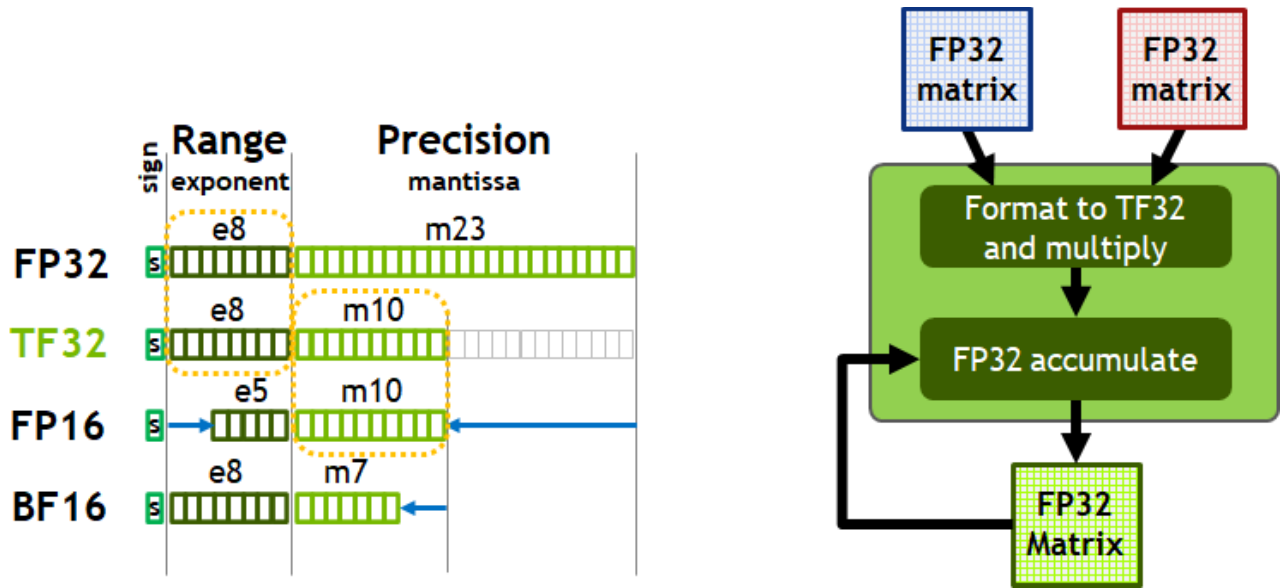 Range
Precision
sign
exponent
mantissa
e8
m23
FP32
s
e8
m10
TF32
s
e5
m10
FP16
s
e8
m7
BF16
s
FP32
matrix
FP32
matrix
Format to TF32
and multiply
FP32 accumulate
FP32
Matrix